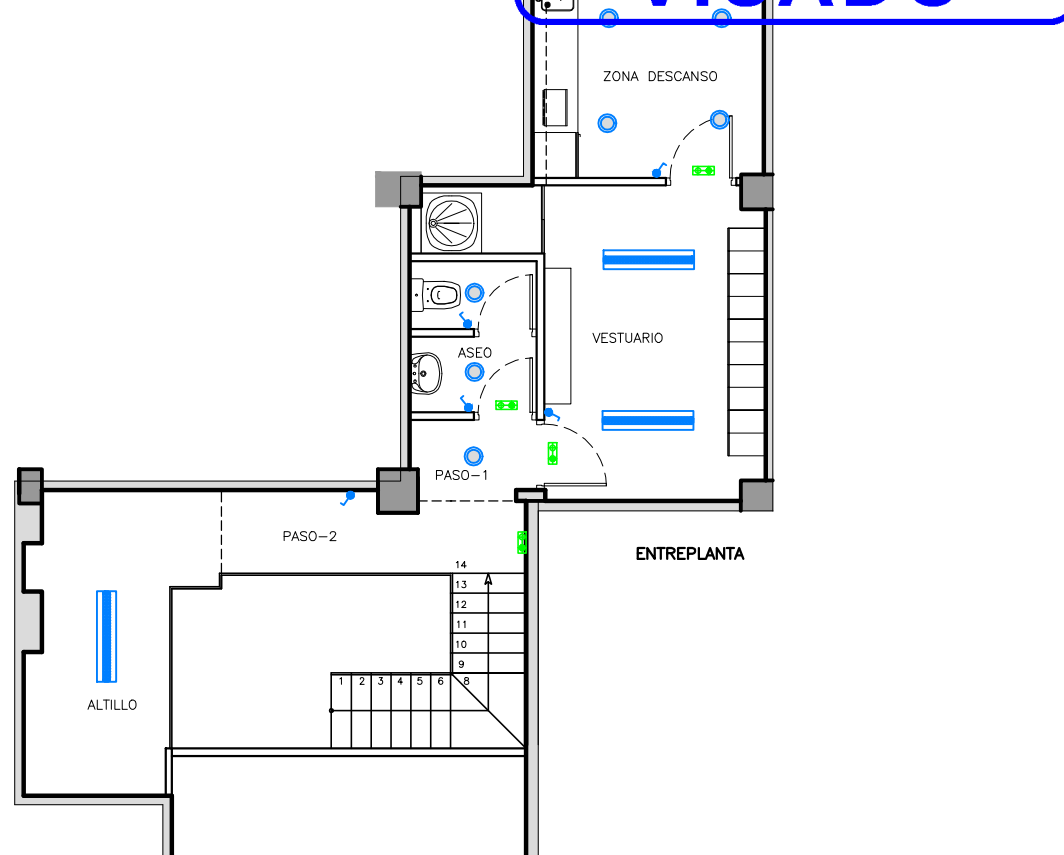 VISADO
ZONA DESCANSO
VESTUARIO
ASEO
PASO-1
PASO-2
ENTREPLANTA
14
13
12
11
10
9
1 2 3 4 5 6 8
ALTILLO